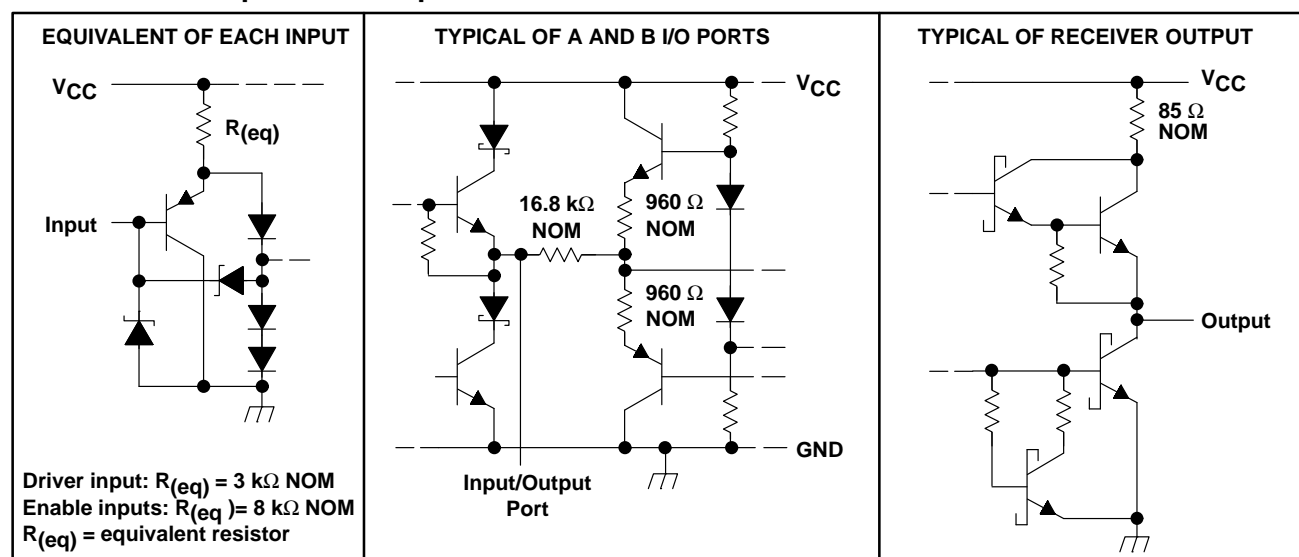 EQUIVALENT OF EACH INPUT
VCC
R(eq)
Input
Driver input: R(eq) = 3 kΩ NOM
Enable inputs: R(eq )= 8 kΩ NOM
R(eq) = equivalent resistor
TYPICAL OF A AND B I/O PORTS
VCC
16.8 kΩ
NOM
960 Ω
NOM
960 Ω
NOM
GND
Input/Output
Port
TYPICAL OF RECEIVER OUTPUT
VCC
85 Ω
NOM
Output